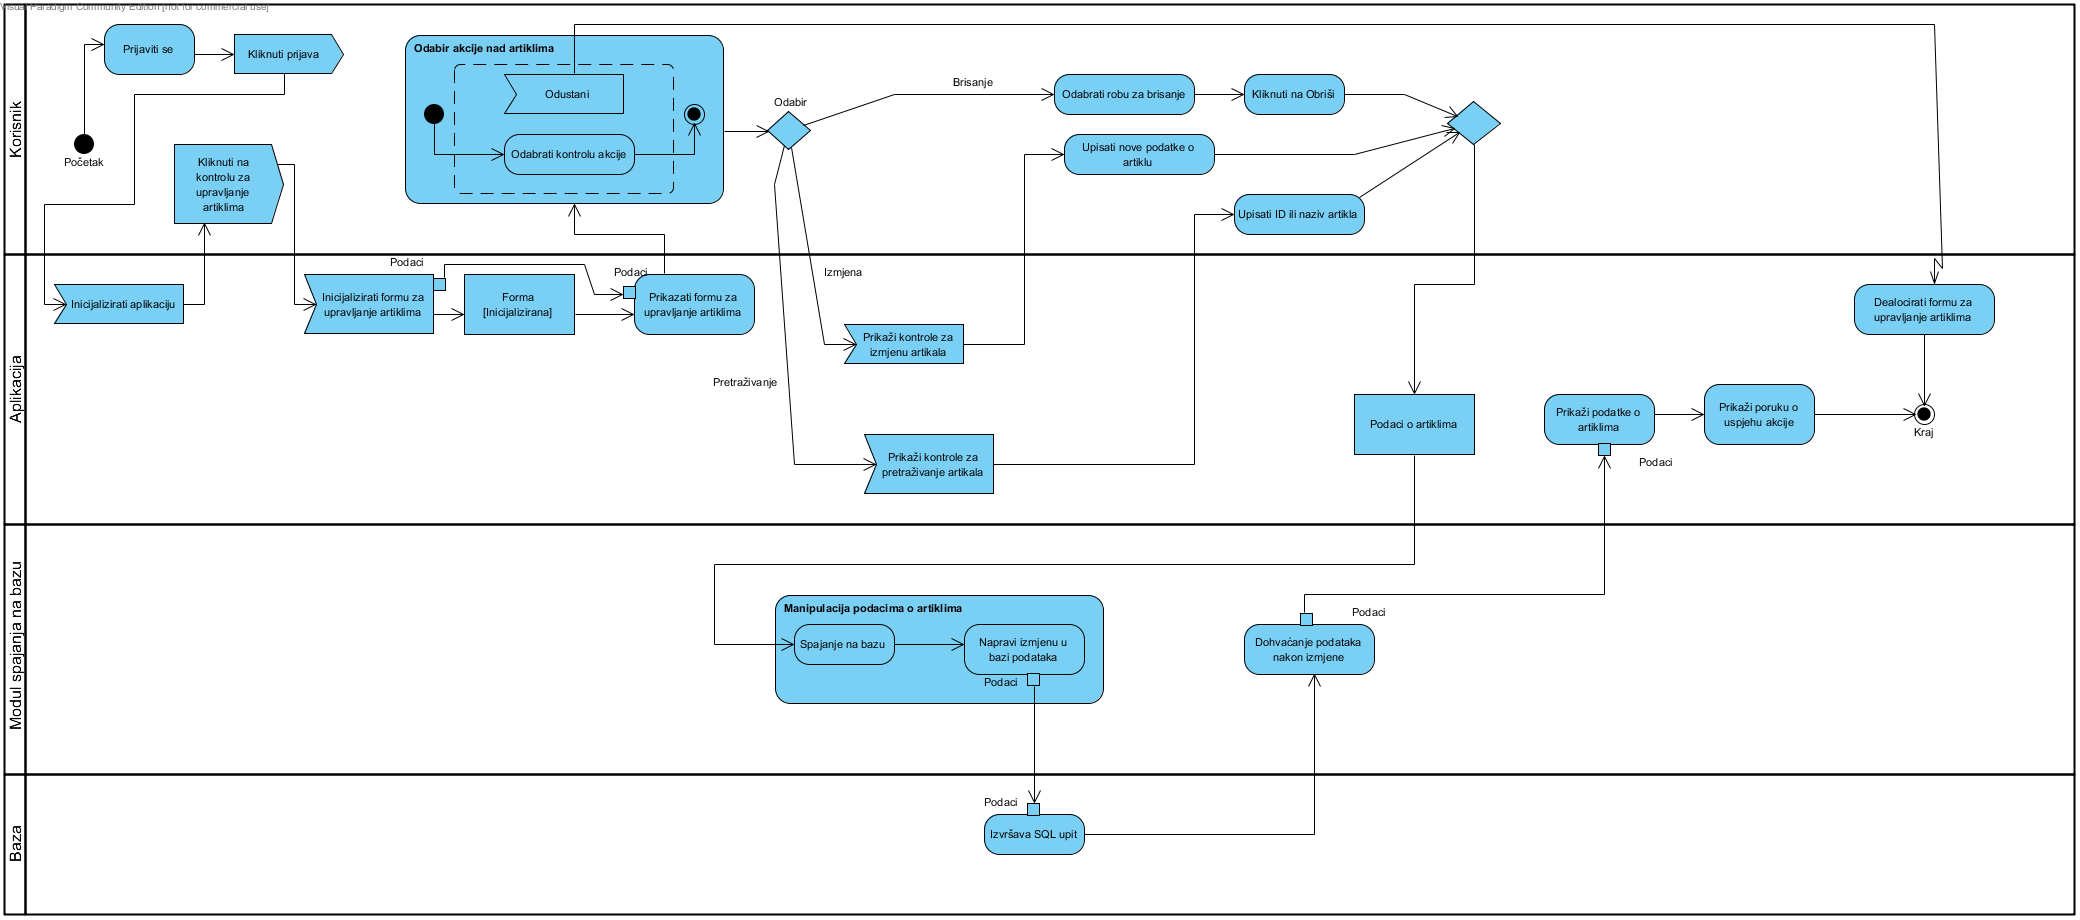 Visual Paradigm Community Edition [not for commercial use]
Korisnik
Prijaviti se
Kliknuti prijava
Početak
Kliknuti na
kontrolu za
upravljanje
artiklima
Odabir akcije nad artiklima
Odustani
Odabrati kontrolu akcije
Odabir
Brisanje
Odabrati robu za brisanje
Kliknuti na Obriši
Upisati nove podatke o
artiklu
Upisati ID ili naziv artikla
Aplikacija
Inicijalizirati aplikaciju
Podaci
Inicijalizirati formu za
upravljanje artiklima
Forma
[Inicijalizirana]
Podaci
Prikazati formu za
upravljanje artiklima
Izmjena
Prikaži kontrole za
izmjenu artikala
Pretraživanje
Prikaži kontrole za
pretraživanje artikala
Podaci o artiklima
Prikaži podatke o
artiklima
Podaci
Prikaži poruku o
uspjehu akcije
Dealocirati formu za
upravljanje artiklima
Kraj
Modul spajanja na bazu
Manipulacija podacima o artiklima
Spajanje na bazu
Napravi izmjenu u
bazi podataka
Podaci
Podaci
Dohvaćanje podataka
nakon izmjene
Baza
Podaci
Izvršava SQL upit